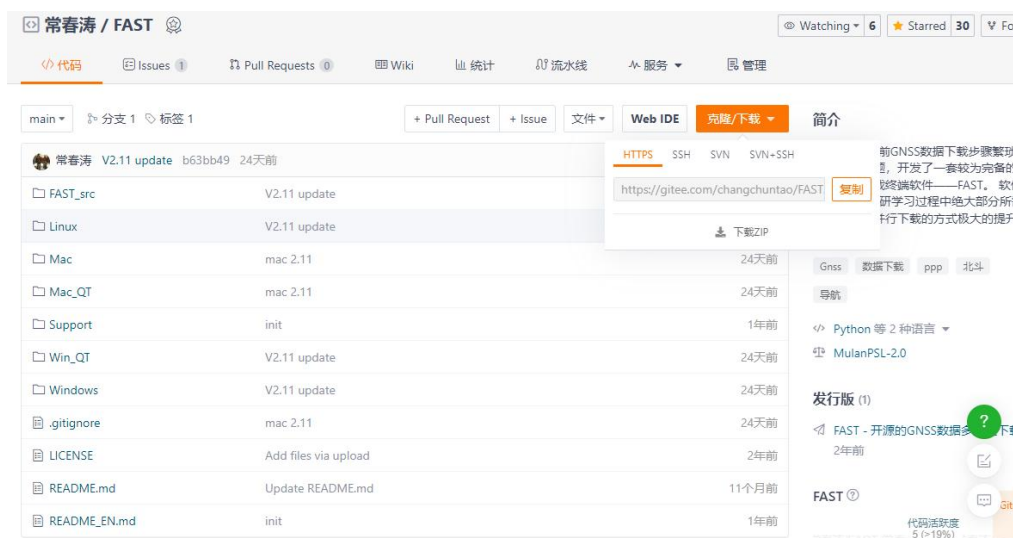 常春涛 / FAST
Watching 6 Starred 30
代码 Issues 1 Pull Requests 0 Wiki 统计 流水线 服务 管理
main 分支 1 标签 1 + Pull Request + Issue 文件 Web IDE 克隆/下载
简介
HTTPS SSH SVN SVN+SSH
https://gitee.com/changchuntao/FAST 复制
下载ZIP
前GNSS数据下载步骤繁琐
,开发了一套较为完备的
终端软件——FAST。
研学习过程中绝大部分所
行下载的方式极大的提升
常春涛 V2.11 update b63bb49 24天前
FAST_src V2.11 update
Linux V2.11 update
Mac mac 2.11 24天前
Mac_QT mac 2.11 24天前
Support init 1年前
Win_QT V2.11 update 24天前
Windows V2.11 update 24天前
.gitignore mac 2.11 24天前
LICENSE Add files via upload 2年前
README.md Update README.md 11个月前
README_EN.md init 1年前
Gnss 数据下载 ppp 北斗
导航
Python 等 2 种语言
MulanPSL-2.0
发行版 (1)
FAST - 开源的GNSS数据
2年前
?
FAST
代码活跃度
5 (>19%)